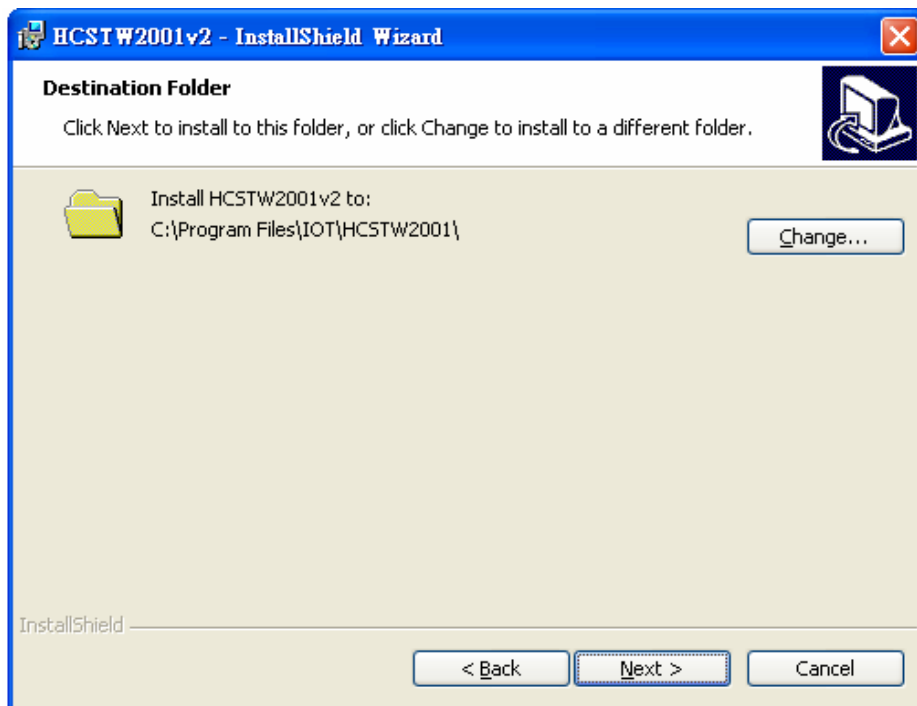 HCSTW2001v2 - InstallShield Wizard
Destination Folder
Click Next to install to this folder, or click Change to install to a different folder.
Install HCSTW2001v2 to:
C:\Program Files\IOT\HCSTW2001\
Change...
InstallShield
< Back
Next >
Cancel